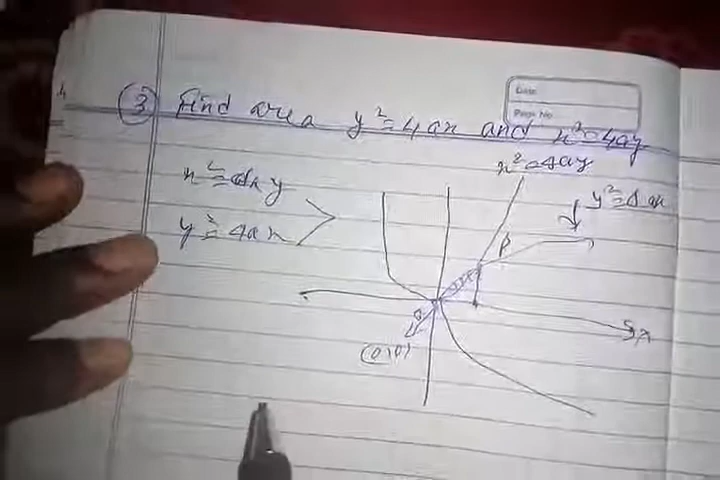 ③ Find area y²=4ax and x²=4ay
Date
Page No
x²=4ay
y²=4ax
x²=4ay
y²=4ax
P
x
(0,0)